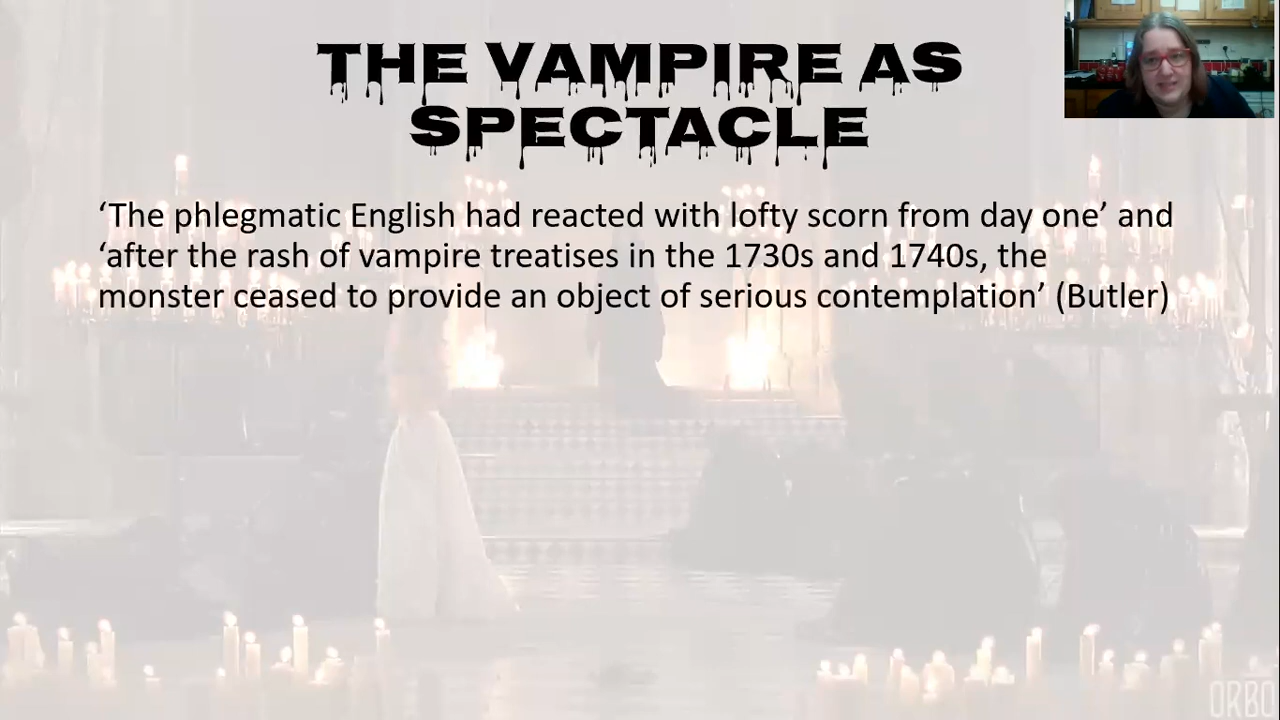 THE VAMPIRE AS
SPECTACLE
‘The phlegmatic English had reacted with lofty scorn from day one’ and
‘after the rash of vampire treatises in the 1730s and 1740s, the
monster ceased to provide an object of serious contemplation’ (Butler)
ORBO